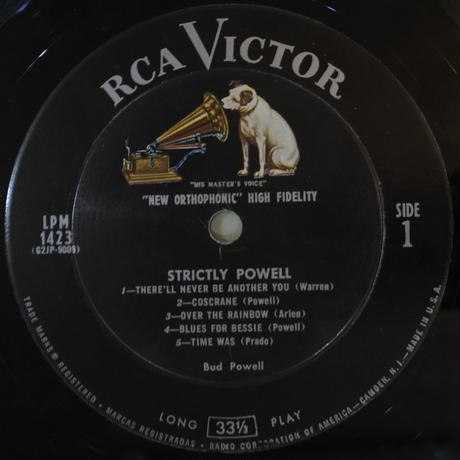 RCA VICTOR
"HIS MASTER'S VOICE"
"NEW ORTHOPHONIC" HIGH FIDELITY
LPM
1423
(G2JP-9089)
SIDE
1
STRICTLY POWELL
1—THERE'LL NEVER BE ANOTHER YOU (Warren)
2—COSCRANE (Powell)
3—OVER THE RAINBOW (Arlen)
4—BLUES FOR BESSIE (Powell)
5—TIME WAS (Prado)
Bud Powell
LONG 33⅓ PLAY
TRADE MARKS ® REGISTERED • MARCAS REGISTRADAS • RADIO CORPORATION OF AMERICA—CAMDEN, N.J.—MADE IN U.S.A.